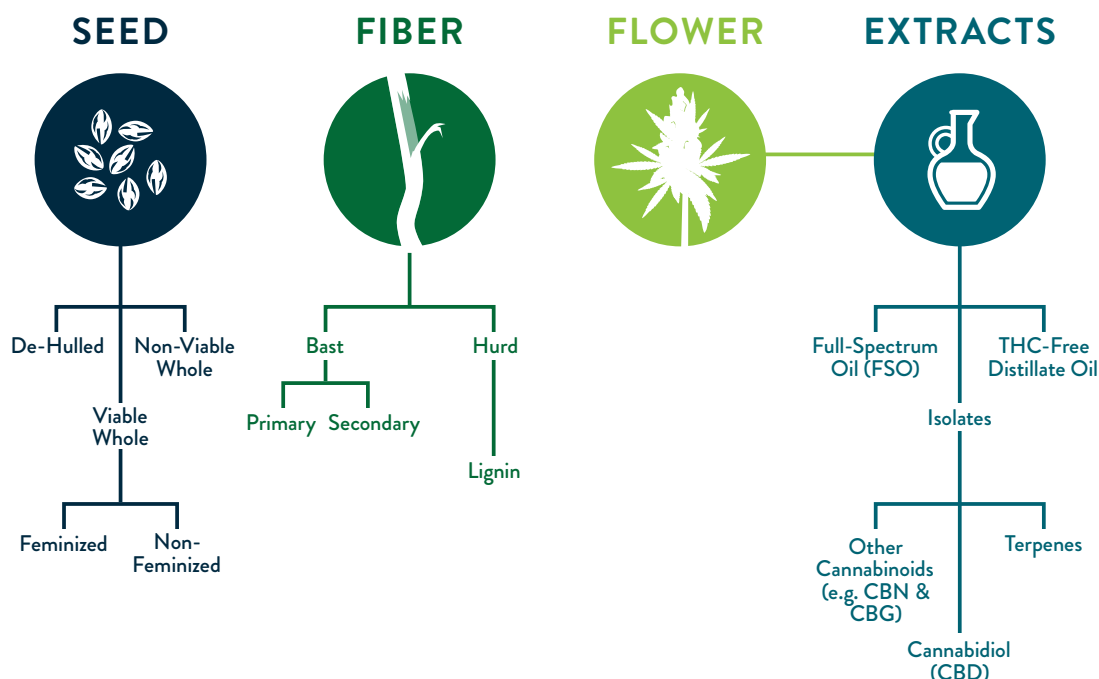 SEED
FIBER
FLOWER
EXTRACTS
De-Hulled
Non-Viable
Whole
Viable
Whole
Feminized
Non-
Feminized
Bast
Hurd
Primary
Secondary
Lignin
Full-Spectrum
Oil (FSO)
THC-Free
Distillate Oil
Isolates
Other
Cannabinoids
(e.g. CBN &
CBG)
Terpenes
Cannabidiol
(CBD)